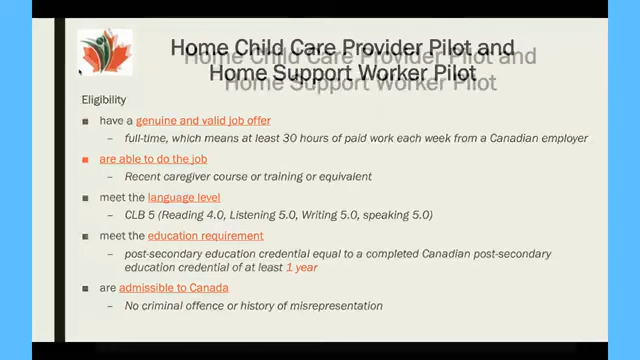 Home Child Care Provider Pilot and
Home Support Worker Pilot
Eligibility
have a genuine and valid job offer
– full-time, which means at least 30 hours of paid work each week from a Canadian employer
are able to do the job
– Recent caregiver course or training or equivalent
meet the language level
– CLB 5 (Reading 4.0, Listening 5.0, Writing 5.0, speaking 5.0)
meet the education requirement
– post-secondary education credential equal to a completed Canadian post-secondary
education credential of at least 1 year
are admissible to Canada
– No criminal offence or history of misrepresentation